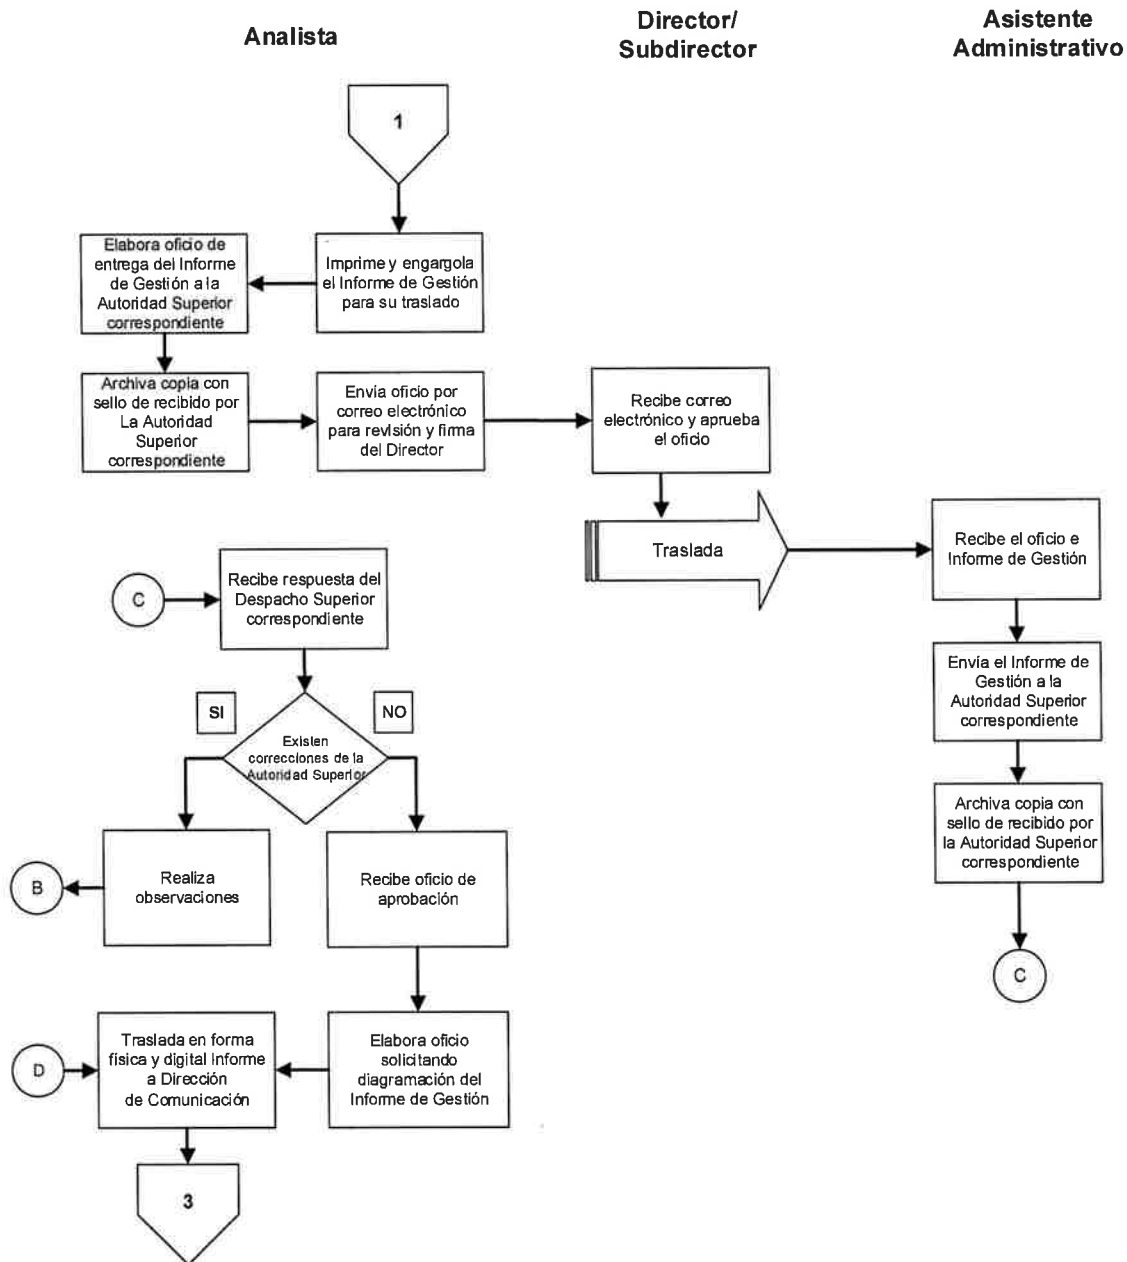 Analista
Director/
Subdirector
Asistente
Administrativo
1
Elabora oficio de
entrega del Informe
de Gestión a la
Autoridad Superior
correspondiente
Imprime y engargola
el Informe de Gestión
para su traslado
Archiva copia con
sello de recibido por
La Autoridad
Superior
correspondiente
Envía oficio por
correo electrónico
para revisión y firma
del Director
Recibe correo
electrónico y aprueba
el oficio
Traslada
Recibe el oficio e
Informe de Gestión
C
Recibe respuesta del
Despacho Superior
correspondiente
Envía el Informe de
Gestión a la
Autoridad Superior
correspondiente
SI
NO
Existen
correcciones de la
Autoridad Superior
Archiva copia con
sello de recibido por
la Autoridad Superior
correspondiente
B
Realiza
observaciones
Recibe oficio de
aprobación
C
D
Traslada en forma
física y digital Informe
a Dirección
de Comunicación
Elabora oficio
solicitando
diagramación del
Informe de Gestión
3